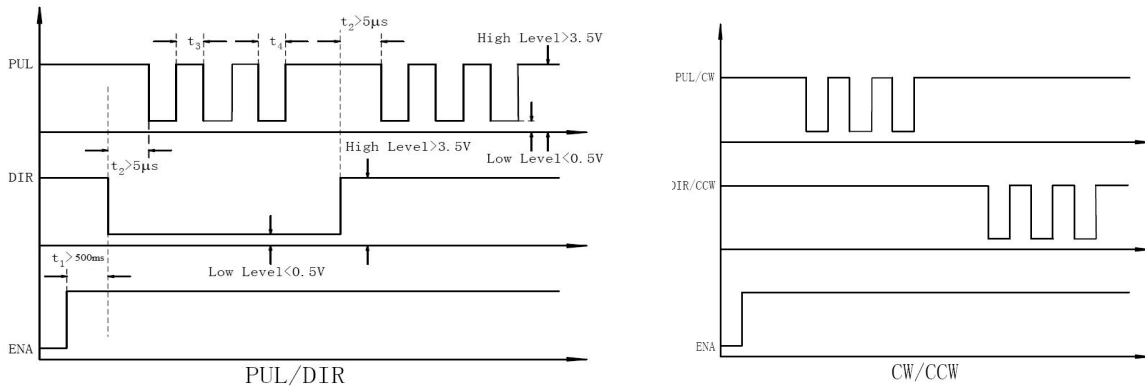 t2>5μs
High Level>3.5V
t3
t4
PUL
Low Level<0.5V
t2>5μs
High Level>3.5V
DIR
t1>500ms
Low Level<0.5V
ENA
PUL/DIR
PUL/CW
DIR/CCW
ENA
CW/CCW